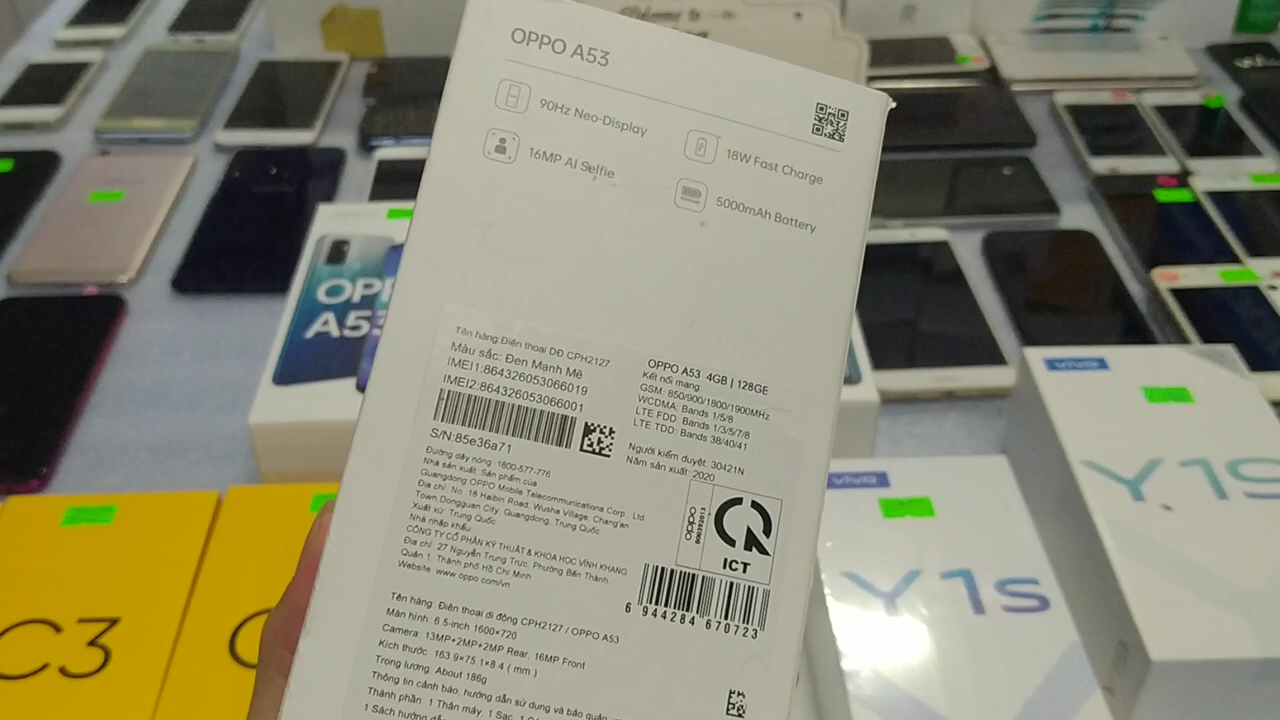 OPPO A53
90Hz Neo-Display
16MP AI Selfie
18W Fast Charge
5000mAh Battery
Tên hàng:Điện thoại DĐ CPH2127
Màu sắc: Đen Mạnh Mẽ
IMEI1:864326053066019
IMEI2:864326053066001
S/N:85e36a71
OPPO A53 4GB | 128GB
Kết nối mạng
GSM: 850/900/1800/1900MHz
WCDMA: Bands 1/5/8
LTE FDD: Bands 1/3/5/7/8
LTE TDD: Bands 38/40/41
Người kiểm duyệt: 30421N
Năm sản xuất: 2020
Đường dây nóng: 1800-577-776
Nhà sản xuất: Sản phẩm của
Guangdong OPPO Mobile Telecommunications Corp., Ltd
Địa chỉ: No. 18 Haibin Road, Wusha Village, Chang'an
Town, Dongguan City, Guangdong, Trung Quốc
Xuất xứ: Trung Quốc
Nhà nhập khẩu:
CÔNG TY CỔ PHẦN KỸ THUẬT & KHOA HỌC VĨNH KHANG
Địa chỉ: 27 Nguyễn Trung Trực, Phường Bến Thành,
Quận 1, Thành phố Hồ Chí Minh
Website: www.oppo.com/vn
oppo
B00392013
ICT
6 944284 670723
Tên hàng: Điện thoại di động CPH2127 / OPPO A53
Màn hình: 6.5-inch 1600×720
Camera: 13MP+2MP+2MP Rear, 16MP Front
Kích thước: 163.9×75.1×8.4 ( mm )
Trọng lượng: About 186g
Thông tin cảnh báo, hướng dẫn sử dụng và bảo quản
Thành phần: 1 Thân máy, 1 Sạc, 1
1 Sách hướng dẫn
OPP
A53
C3
vivo
Y1s
vivo
Y19